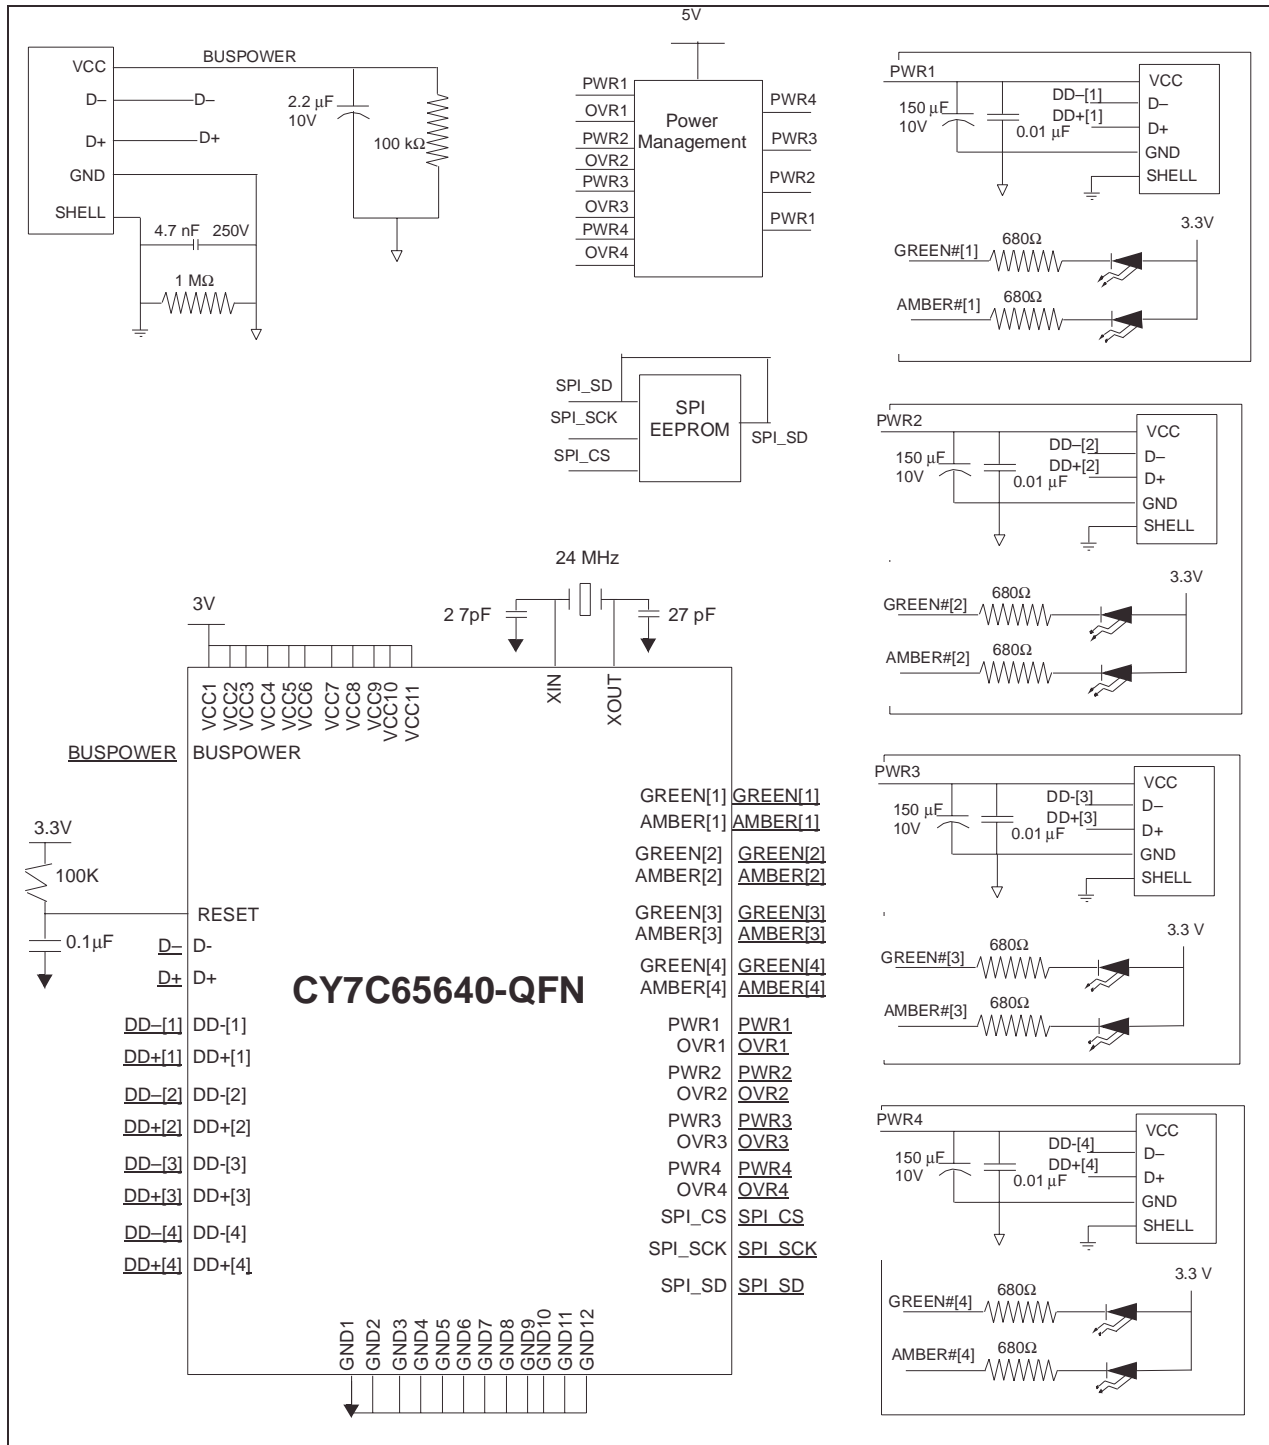 BUSPOWER
VCC
D–
D–
D+
D+
GND
SHELL
2.2 µF
10V
100 kΩ
4.7 nF 250V
1 MΩ
5V
PWR1
OVR1
PWR2
OVR2
PWR3
OVR3
PWR4
OVR4
Power
Management
PWR4
PWR3
PWR2
PWR1
SPI_SD
SPI_SCK
SPI_CS
SPI
EEPROM
SPI_SD
PWR1
150 µF
10V
0.01 µF
DD–[1]
DD+[1]
VCC
D–
D+
GND
SHELL
3.3V
GREEN#[1]
680Ω
AMBER#[1]
680Ω
PWR2
150 µF
10V
0.01 µF
DD–[2]
DD+[2]
VCC
D–
D+
GND
SHELL
3.3V
GREEN#[2]
680Ω
AMBER#[2]
680Ω
PWR3
150 µF
10V
0.01 µF
DD-[3]
DD+[3]
VCC
D–
D+
GND
SHELL
3.3 V
GREEN#[3]
680Ω
AMBER#[3]
680Ω
PWR4
150 µF
10V
0.01 µF
DD-[4]
DD+[4]
VCC
D–
D+
GND
SHELL
3.3 V
GREEN#[4]
680Ω
AMBER#[4]
680Ω
24 MHz
2 7pF
27 pF
3V
VCC1
VCC2
VCC3
VCC4
VCC5
VCC6
VCC7
VCC8
VCC9
VCC10
VCC11
XIN
XOUT
BUSPOWER BUSPOWER
3.3V
100K
RESET
0.1µF
D– D-
D+ D+
CY7C65640-QFN
DD–[1] DD-[1]
DD+[1] DD+[1]
DD–[2] DD-[2]
DD+[2] DD+[2]
DD–[3] DD-[3]
DD+[3] DD+[3]
DD–[4] DD-[4]
DD+[4] DD+[4]
GREEN[1] GREEN[1]
AMBER[1] AMBER[1]
GREEN[2] GREEN[2]
AMBER[2] AMBER[2]
GREEN[3] GREEN[3]
AMBER[3] AMBER[3]
GREEN[4] GREEN[4]
AMBER[4] AMBER[4]
PWR1 PWR1
OVR1 OVR1
PWR2 PWR2
OVR2 OVR2
PWR3 PWR3
OVR3 OVR3
PWR4 PWR4
OVR4 OVR4
SPI_CS SPI_CS
SPI_SCK SPI_SCK
SPI_SD SPI_SD
GND1
GND2
GND3
GND4
GND5
GND6
GND7
GND8
GND9
GND10
GND11
GND12